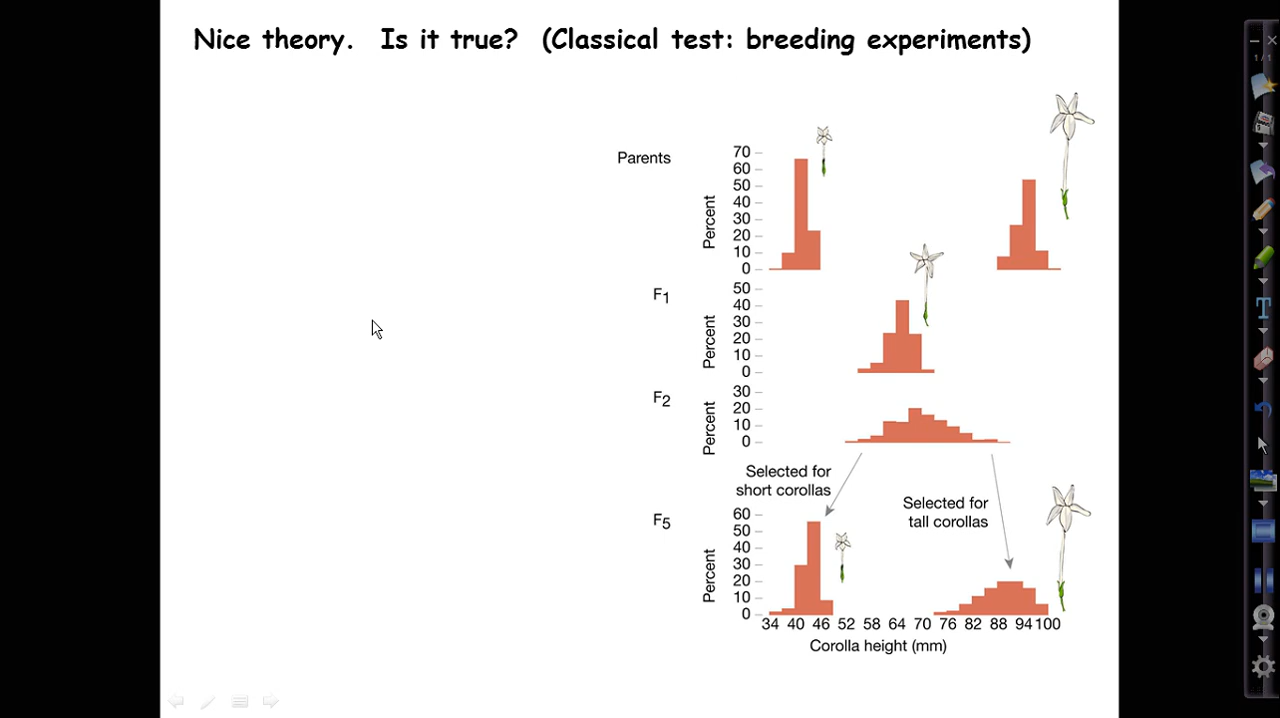 Nice theory. Is it true? (Classical test: breeding experiments)
1/1
Parents
Percent
70
60
50
40
30
20
10
0
F1
Percent
50
40
30
20
10
0
F2
Percent
30
20
10
0
Selected for
short corollas
Selected for
tall corollas
F5
Percent
60
50
40
30
20
10
0
34 40 46 52 58 64 70 76 82 88 94 100
Corolla height (mm)
T